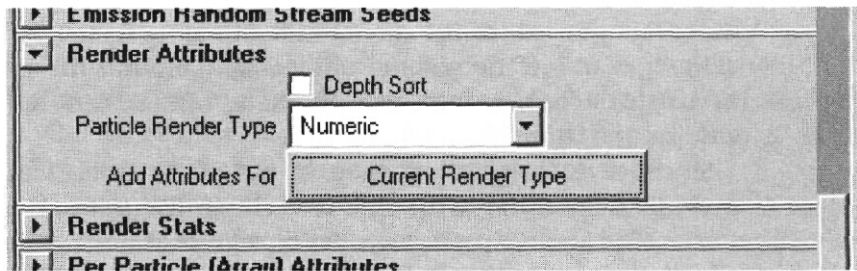 Emission Random Stream Seeds
Render Attributes
Depth Sort
Particle Render Type Numeric
Add Attributes For Current Render Type
Render Stats
Per Particle (Array) Attributes